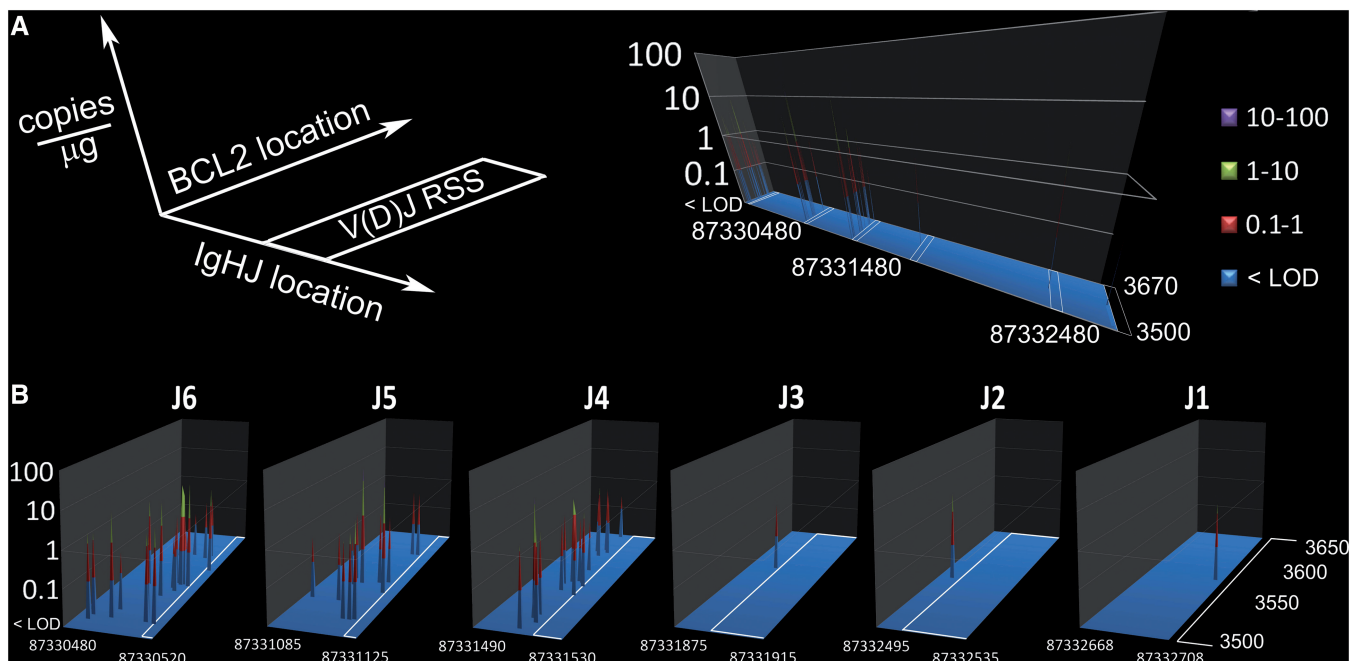 A
copies
μg
BCL2 location
V(D)J RSS
IgHJ location
100
10
1
0.1
< LOD
87330480
87331480
87332480
3670
3500
10-100
1-10
0.1-1
< LOD
B
J6 J5 J4 J3 J2 J1
100
10
1
0.1
< LOD
87330480 87330520 87331085 87331125 87331490 87331530 87331875 87331915 87332495 87332535 87332668 87332708
3650
3600
3550
3500